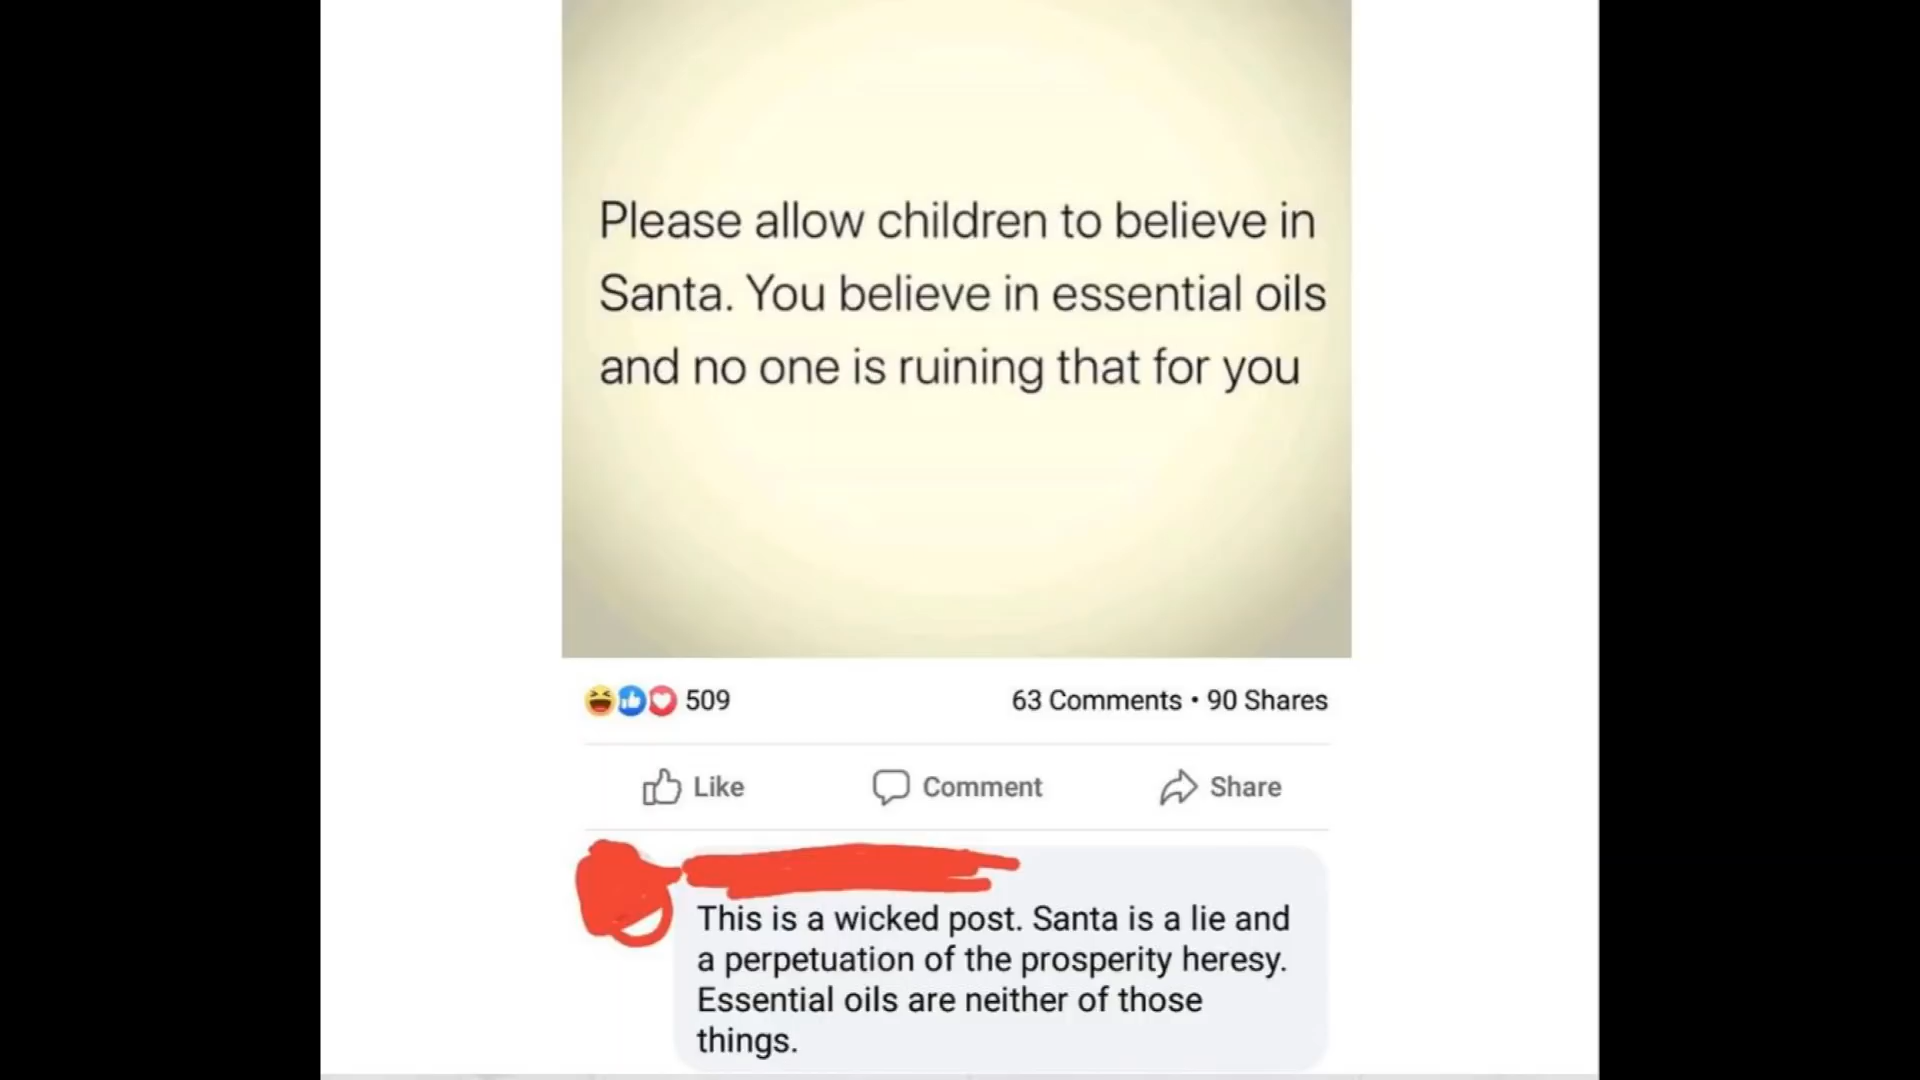 Please allow children to believe in
Santa. You believe in essential oils
and no one is ruining that for you
509
63 Comments • 90 Shares
Like
Comment
Share
This is a wicked post. Santa is a lie and
a perpetuation of the prosperity heresy.
Essential oils are neither of those
things.